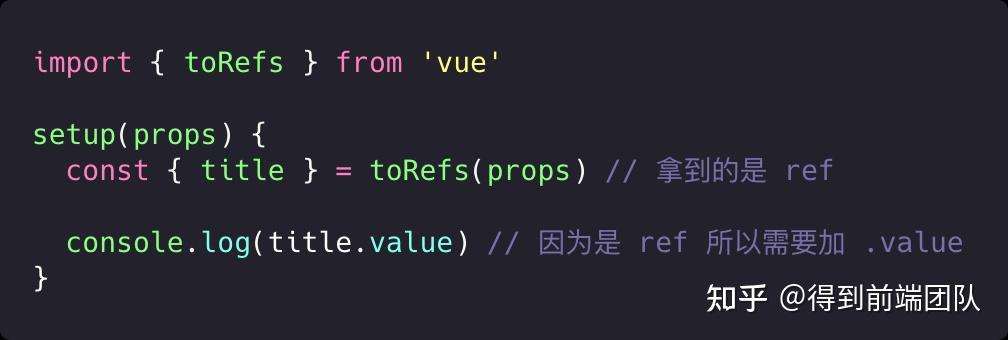 import { toRefs } from 'vue'
setup(props) {
  const { title } = toRefs(props) // 拿到的是 ref
  console.log(title.value) // 因为是 ref 所以需要加 .value
}
知乎 @得到前端团队